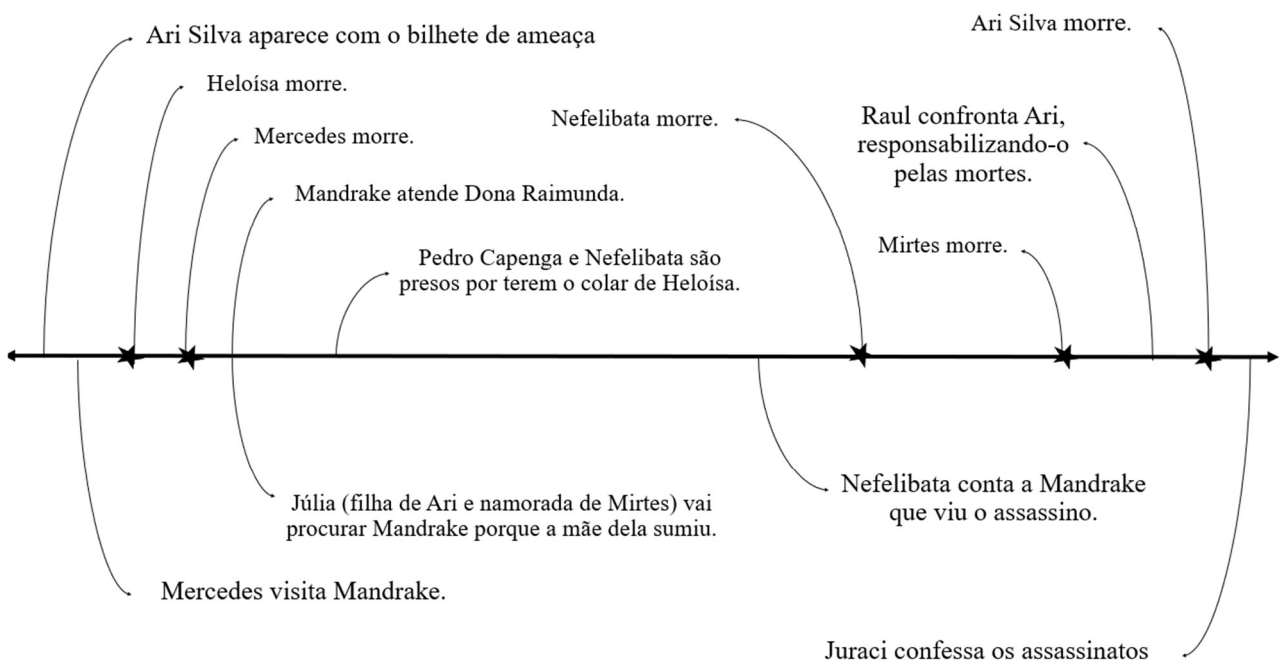 Ari Silva aparece com o bilhete de ameaça
Ari Silva morre.
Heloísa morre.
Mercedes morre.
Nefelibata morre.
Raul confronta Ari,
responsabilizando-o
pelas mortes.
Mandrake atende Dona Raimunda.
Mirtes morre.
Pedro Capenga e Nefelibata são
presos por terem o colar de Heloísa.
Júlia (filha de Ari e namorada de Mirtes) vai
procurar Mandrake porque a mãe dela sumiu.
Nefelibata conta a Mandrake
que viu o assassino.
Mercedes visita Mandrake.
Juraci confessa os assassinatos